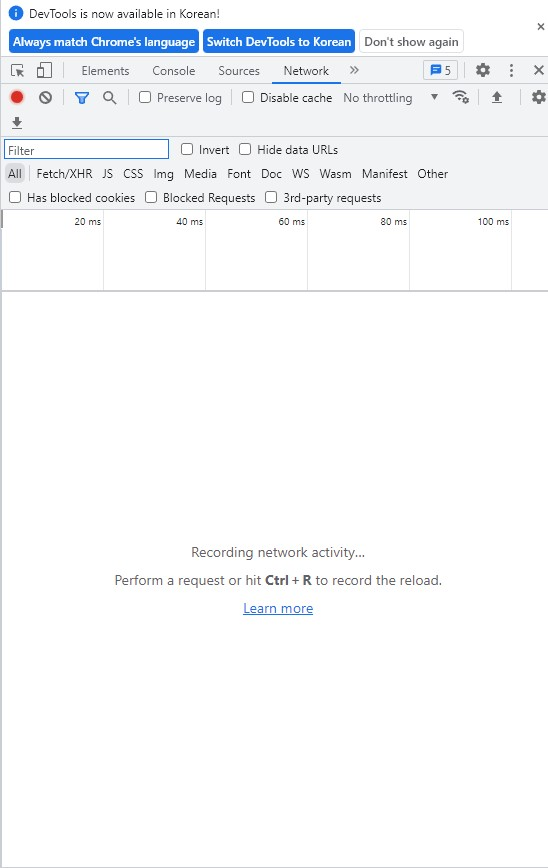 DevTools is now available in Korean!
Always match Chrome's language Switch DevTools to Korean Don't show again
Elements Console Sources Network 5
Preserve log Disable cache No throttling
Filter Invert Hide data URLs
All Fetch/XHR JS CSS Img Media Font Doc WS Wasm Manifest Other
Has blocked cookies Blocked Requests 3rd-party requests
20 ms 40 ms 60 ms 80 ms 100 ms
Recording network activity...
Perform a request or hit Ctrl + R to record the reload.
Learn more